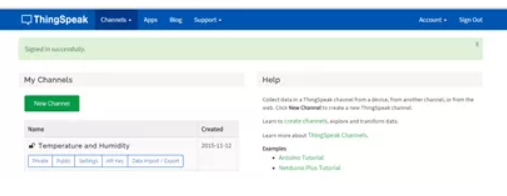 ThingSpeak Channels Apps Blog Support Account Sign Out
Signed in successfully. x
My Channels
New Channel
Name Created
Temperature and Humidity 2015-11-12
Private Public Settings API Key Data Import / Export
Help
Collect data in a ThingSpeak channel from a device, from another channel, or from the
web. Click New Channel to create a new ThingSpeak channel.
Learn to create channels, explore and transform data.
Learn more about ThingSpeak Channels.
Examples
Arduino Tutorial
Netduino Plus Tutorial